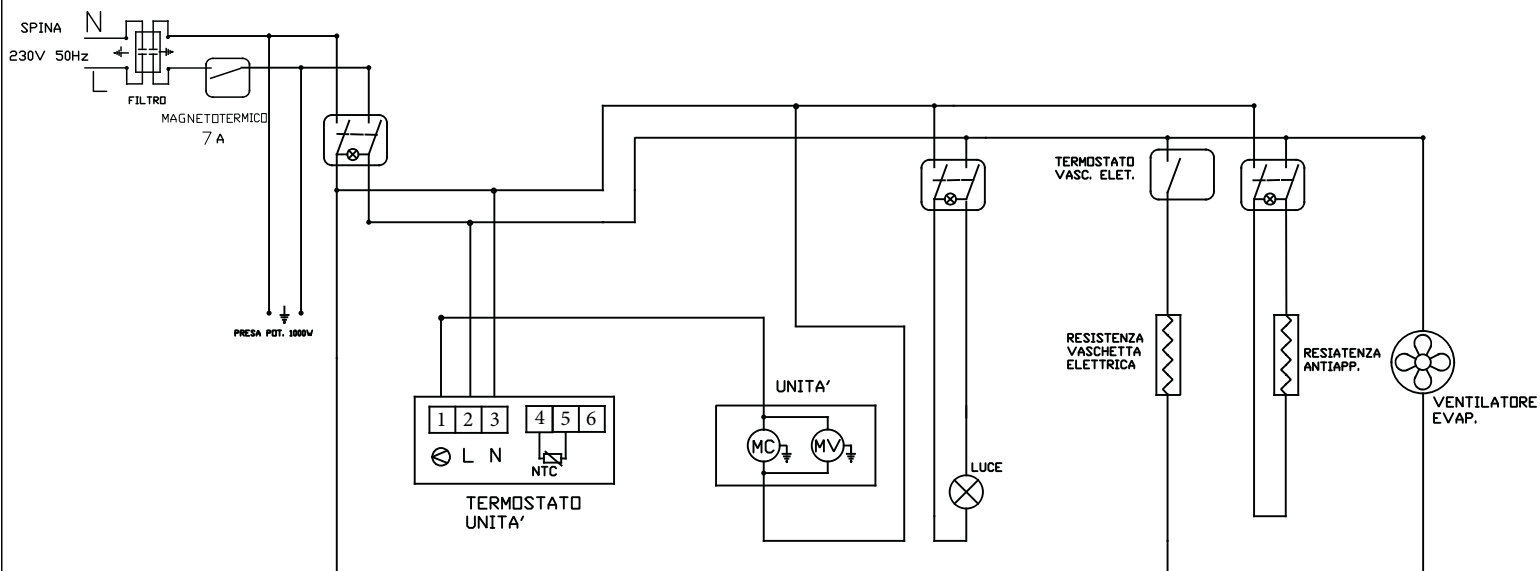 SPINA N
230V 50Hz
L
FILTRO
MAGNETOTERMICO
7A
PRESA POT. 1000W
TERMOSTATO
VASC. ELET.
RESISTENZA
VASCHETTA
ELETTRICA
RESIATENZA
ANTIAPP.
VENTILATORE
EVAP.
UNITA'
MC MV
1 2 3 4 5 6
L N
NTC
TERMOSTATO
UNITA'
LUCE